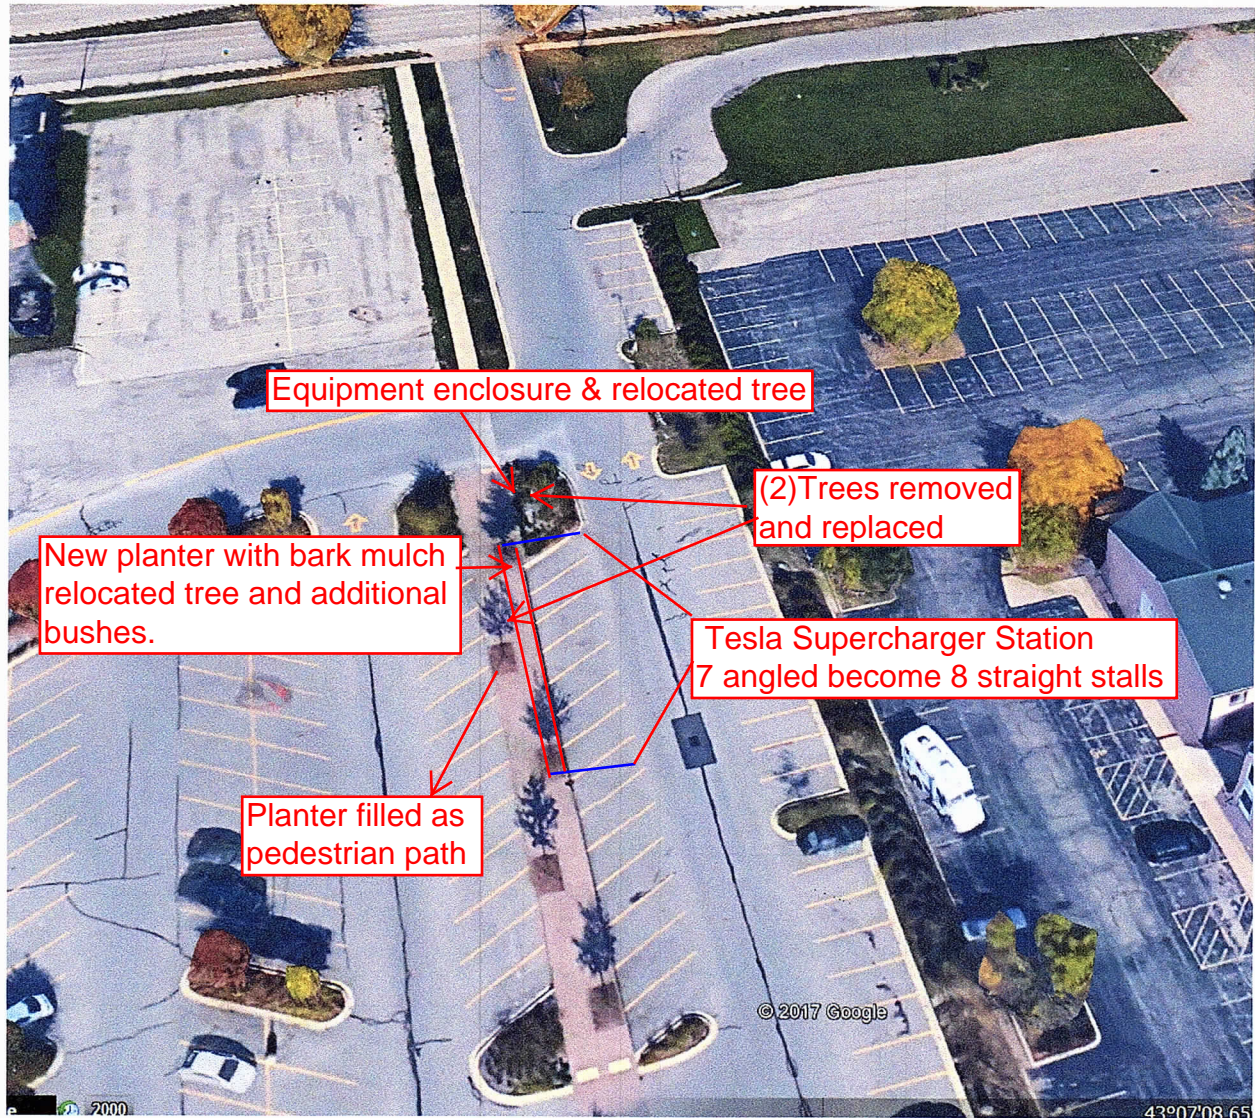 Equipment enclosure & relocated tree
(2)Trees removed
and replaced
New planter with bark mulch
relocated tree and additional
bushes.
Tesla Supercharger Station
7 angled become 8 straight stalls
Planter filled as
pedestrian path
© 2017 Google
e
2000
43°07'08.65